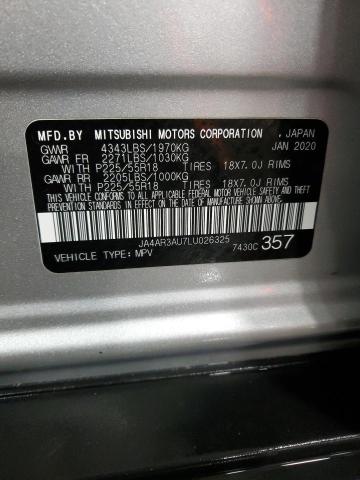 MFD.BY MITSUBISHI MOTORS CORPORATION , JAPAN
GVWR 4343LBS/1970KG JAN 2020
GAWR FR 2271LBS/1030KG
WITH P225/55R18 TIRES 18X7.0J RIMS
GAWR RR 2205LBS/1000KG
WITH P225/55R18 TIRES 18X7.0J RIMS
THIS VEHICLE CONFORMS TO ALL APPLICABLE
FEDERAL MOTOR VEHICLE SAFETY STANDARDS
IN EFFECT ON THE DATE OF MANUFACTURE
SHOWN ABOVE.
JA4AR3AU7LU026325 7430C 357
VEHICLE TYPE: MPV